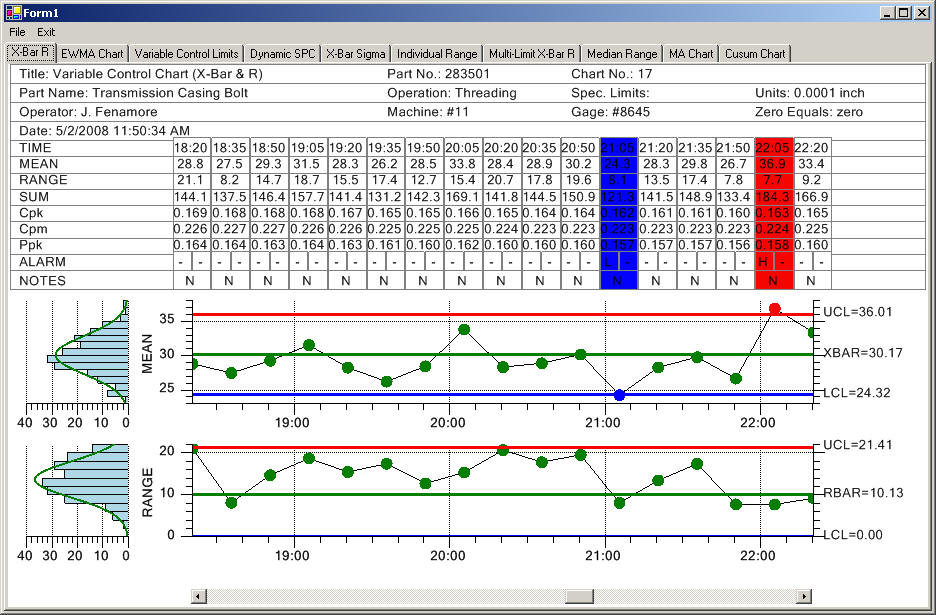 Form1
File Exit
X-Bar R EWMA Chart Variable Control Limits Dynamic SPC X-Bar Sigma Individual Range Multi-Limit X-Bar R Median Range MA Chart Cusum Chart
Title: Variable Control Chart (X-Bar & R) Part No.: 283501 Chart No.: 17
Part Name: Transmission Casing Bolt Operation: Threading Spec. Limits: Units: 0.0001 inch
Operator: J. Fenamore Machine: #11 Gage: #8645 Zero Equals: zero
Date: 5/2/2008 11:50:34 AM
TIME 18:20 18:35 18:50 19:05 19:20 19:35 19:50 20:05 20:20 20:35 20:50 21:05 21:20 21:35 21:50 22:05 22:20
MEAN 28.8 27.5 29.3 31.5 28.3 26.2 28.5 33.8 28.4 28.9 30.2 24.3 28.3 29.8 26.7 36.9 33.4
RANGE 21.1 8.2 14.7 18.7 15.5 17.4 12.7 15.4 20.7 17.8 19.6 8.1 13.5 17.4 7.8 7.7 9.2
SUM 144.1 137.5 146.4 157.7 141.4 131.2 142.3 169.1 141.8 144.5 150.9 121.3 141.5 148.9 133.4 184.3 166.9
Cpk 0.169 0.168 0.168 0.168 0.167 0.165 0.165 0.166 0.165 0.164 0.164 0.162 0.161 0.161 0.160 0.163 0.165
Cpm 0.226 0.227 0.227 0.226 0.226 0.225 0.225 0.225 0.224 0.223 0.223 0.223 0.223 0.223 0.223 0.224 0.225
Ppk 0.164 0.164 0.163 0.164 0.163 0.161 0.160 0.162 0.160 0.160 0.160 0.157 0.157 0.157 0.156 0.158 0.160
ALARM - - - - - - - - - - - - - - - - - - - - - - L - - - - - - - H - - -
NOTES N N N N N N N N N N N N N N N N N
MEAN
35
30
25
UCL=36.01
XBAR=30.17
LCL=24.32
40 30 20 10 0
19:00 20:00 21:00 22:00
RANGE
20
10
0
UCL=21.41
RBAR=10.13
LCL=0.00
40 30 20 10 0
19:00 20:00 21:00 22:00